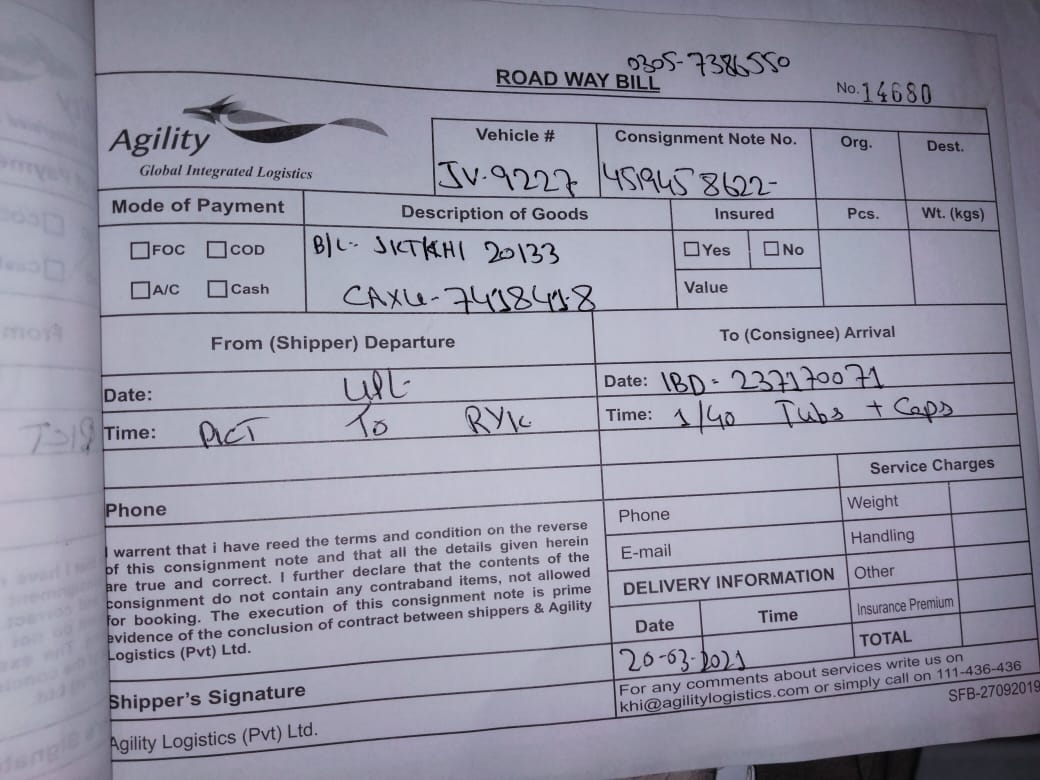 0305-7386550
ROAD WAY BILL
No. 14680
Agility
Global Integrated Logistics
Vehicle #
Consignment Note No.
Org.
Dest.
JV-9227
4519458622-
Mode of Payment
Description of Goods
Insured
Pcs.
Wt. (kgs)
FOC COD
B/L- JKTKHI 20133
Yes No
A/C Cash
CAXU-741841-8
Value
From (Shipper) Departure
To (Consignee) Arrival
Date: UPL
Date: IBD- 237170071
Time: PICT To RYK
Time: 1/40 Tubs + Caps
Service Charges
Phone
Phone
Weight
I warrent that i have reed the terms and condition on the reverse
of this consignment note and that all the details given herein
are true and correct. I further declare that the contents of the
consignment do not contain any contraband items, not allowed
for booking. The execution of this consignment note is prime
evidence of the conclusion of contract between shippers & Agility
Logistics (Pvt) Ltd.
E-mail
Handling
DELIVERY INFORMATION
Other
Date
Time
Insurance Premium
20-03-2021
TOTAL
Shipper's Signature
For any comments about services write us on
khi@agilitylogistics.com or simply call on 111-436-436
Agility Logistics (Pvt) Ltd.
SFB-27092019